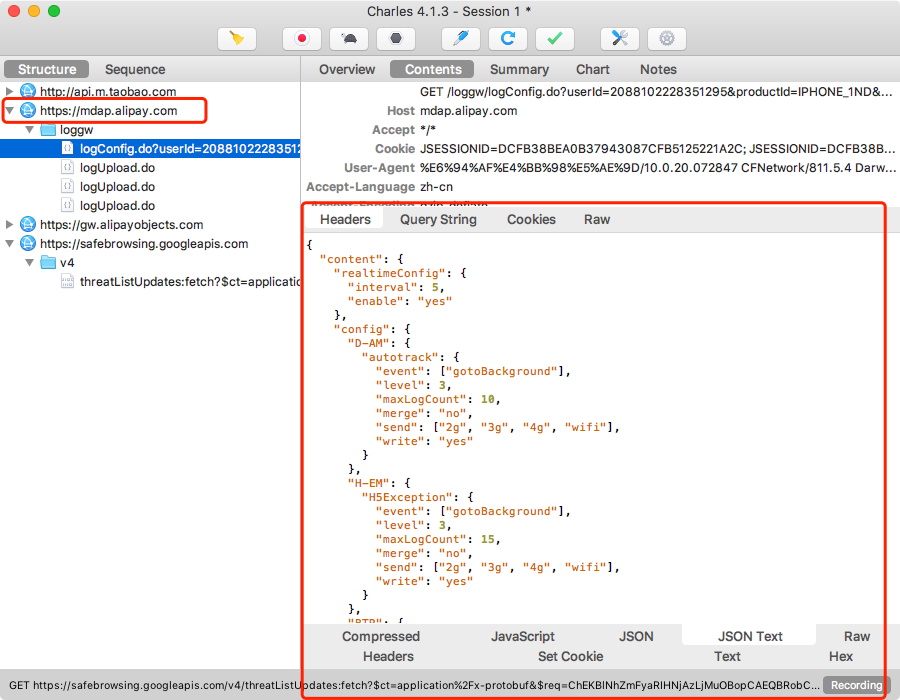 Charles 4.1.3 - Session 1 *
Structure Sequence
Overview Contents Summary Chart Notes
http://api.m.taobao.com
https://mdap.alipay.com
loggw
logConfig.do?userId=20881022283512
logUpload.do
logUpload.do
logUpload.do
https://gw.alipayobjects.com
https://safebrowsing.googleapis.com
v4
threatListUpdates:fetch?$ct=applicatio
GET /loggw/logConfig.do?userId=2088102228351295&productId=IPHONE_1ND&...
Host mdap.alipay.com
Accept */*
Cookie JSESSIONID=DCFB38BEA0B37943087CFB5125221A2C; JSESSIONID=DCFB38B...
User-Agent %E6%94%AF%E4%BB%98%E5%AE%9D/10.0.20.072847 CFNetwork/811.5.4 Darw...
Accept-Language zh-cn
Headers Query String Cookies Raw
{
"content": {
"realtimeConfig": {
"interval": 5,
"enable": "yes"
},
"config": {
"D-AM": {
"autotrack": {
"event": ["gotoBackground"],
"level": 3,
"maxLogCount": 10,
"merge": "no",
"send": ["2g", "3g", "4g", "wifi"],
"write": "yes"
}
},
"H-EM": {
"H5Exception": {
"event": ["gotoBackground"],
"level": 3,
"maxLogCount": 15,
"merge": "no",
"send": ["2g", "3g", "4g", "wifi"],
"write": "yes"
}
},
Compressed JavaScript JSON JSON Text Raw
Headers Set Cookie Text Hex
GET https://safebrowsing.googleapis.com/v4/threatListUpdates:fetch?$ct=application%2Fx-protobuf&$req=ChEKBlNhZmFyaRIHNjAzLjMuOBopCAEQBRobC... Recording